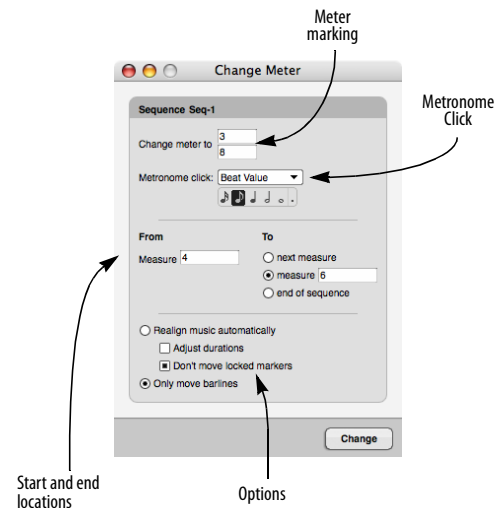 Meter
marking
Change Meter
Metronome
Click
Sequence Seq-1
Change meter to 3
8
Metronome click: Beat Value
From To
Measure 4 next measure
measure 6
end of sequence
Realign music automatically
Adjust durations
Don't move locked markers
Only move barlines
Change
Start and end
locations
Options